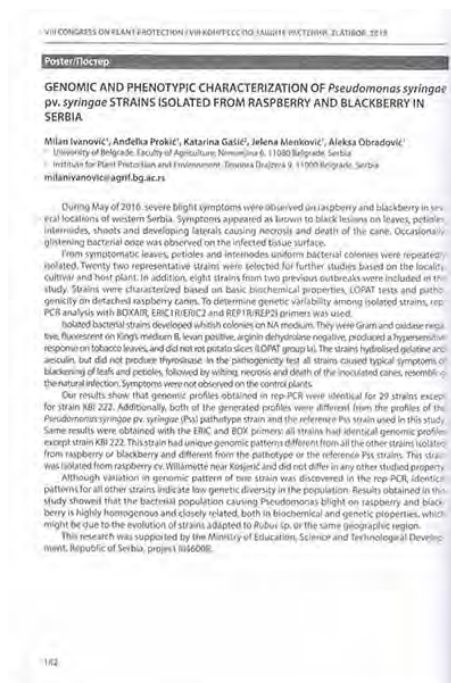 VIII CONGRESS ON PLANT PROTECTION / VIII КОНГРЕСС ПО ЗАЩИТЕ РАСТЕНИЙ, ZLATIBOR, 2019
Poster/Постер
GENOMIC AND PHENOTYPIC CHARACTERIZATION OF Pseudomonas syringae
pv. syringae STRAINS ISOLATED FROM RASPBERRY AND BLACKBERRY IN
SERBIA
Milan Ivanović¹, Anđelka Prokić¹, Katarina Gašić², Jelena Menković¹, Aleksa Obradović¹
University of Belgrade, Faculty of Agriculture, Nemanjina 6, 11080 Belgrade, Serbia
Institute for Plant Protection and Environment, Teodora Drajzera 9, 11000 Belgrade, Serbia
milanivanovic@agrif.bg.ac.rs
During May of 2016 severe blight symptoms were observed on raspberry and blackberry in sev-
eral locations of western Serbia. Symptoms appeared as brown to black lesions on leaves, petioles,
internodes, shoots and developing laterals causing necrosis and death of the cane. Occasionally
glistening bacterial ooze was observed on the infected tissue surface.
From symptomatic leaves, petioles and internodes uniform bacterial colonies were repeatedly
isolated. Twenty two representative strains were selected for further studies based on the locality,
cultivar and host plant. In addition, eight strains from two previous outbreaks were included in the
study. Strains were characterized based on basic biochemical properties, LOPAT tests and patho-
genicity on detached raspberry canes. To determine genetic variability among isolated strains, rep-
PCR analysis with BOXAIR, ERIC1R/ERIC2 and REP1R/REP2I primers was used.
Isolated bacterial strains developed whitish colonies on NA medium. They were Gram and oxidase nega-
tive, fluorescent on King's medium B, levan positive, arginin dehydrolase negative, produced a hypersensitive
response on tobacco leaves, and did not rot potato slices (LOPAT group Ia). The strains hydrolised gelatine and
aesculin, but did not produce thyrosinase. In the pathogenicity test all strains caused typical symptoms of
blackening of leafs and petioles, followed by wilting, necrosis and death of the inoculated canes, resembling
the natural infection. Symptoms were not observed on the control plants.
Our results show that genomic profiles obtained in rep-PCR were identical for 29 strains except
for strain KBI 222. Additionally, both of the generated profiles were different from the profiles of the
Pseudomonas syringae pv. syringae (Pss) pathotype strain and the reference Pss strain used in this study.
Same results were obtained with the ERIC and BOX primers: all strains had identical genomic profiles
except strain KBI 222. This strain had unique genomic patterns different from all the other strains isolated
from raspberry or blackberry and different from the pathotype or the reference Pss strains. This strain
was isolated from raspberry cv. Willamette near Kosjerić and did not differ in any other studied property.
Although variation in genomic pattern of one strain was discovered in the rep-PCR, identical
patterns for all other strains indicate low genetic diversity in the population. Results obtained in this
study showed that the bacterial population causing Pseudomonas blight on raspberry and black-
berry is highly homogenous and closely related, both in biochemical and genetic properties, which
might be due to the evolution of strains adapted to Rubus sp. or the same geographic region.
This research was supported by the Ministry of Education, Science and Technological Develop-
ment, Republic of Serbia, project III46008.
142